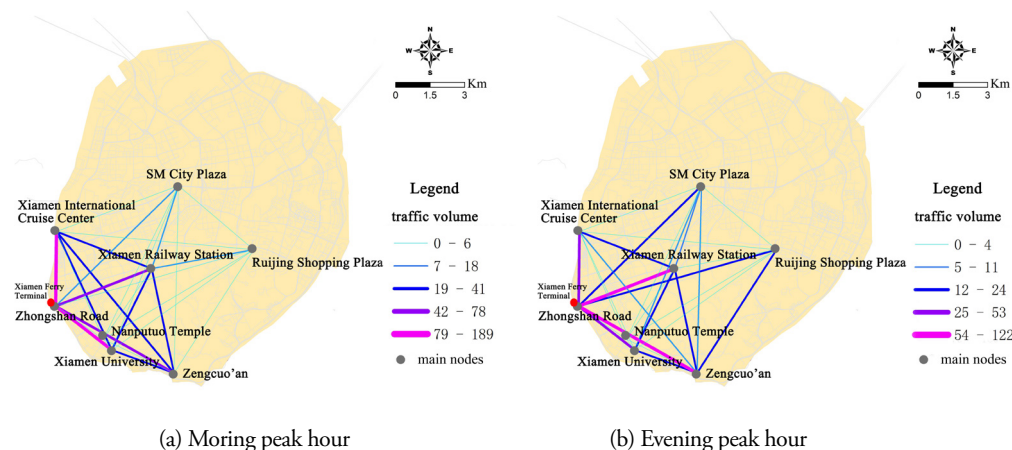 N
W E
S
Km
0 1.5 3
SM City Plaza
Xiamen International
Cruise Center
Xiamen Railway Station
Ruijing Shopping Plaza
Xiamen Ferry
Terminal
Zhongshan Road
Nanputuo Temple
Xiamen University
Zengcuo'an
Legend
traffic volume
0 - 6
7 - 18
19 - 41
42 - 78
79 - 189
main nodes
(a) Moring peak hour
N
W E
S
Km
0 1.5 3
SM City Plaza
Xiamen International
Cruise Center
Xiamen Railway Station
Ruijing Shopping Plaza
Xiamen Ferry
Terminal
Zhongshan Road
Nanputuo Temple
Xiamen University
Zengcuo'an
Legend
traffic volume
0 - 4
5 - 11
12 - 24
25 - 53
54 - 122
main nodes
(b) Evening peak hour